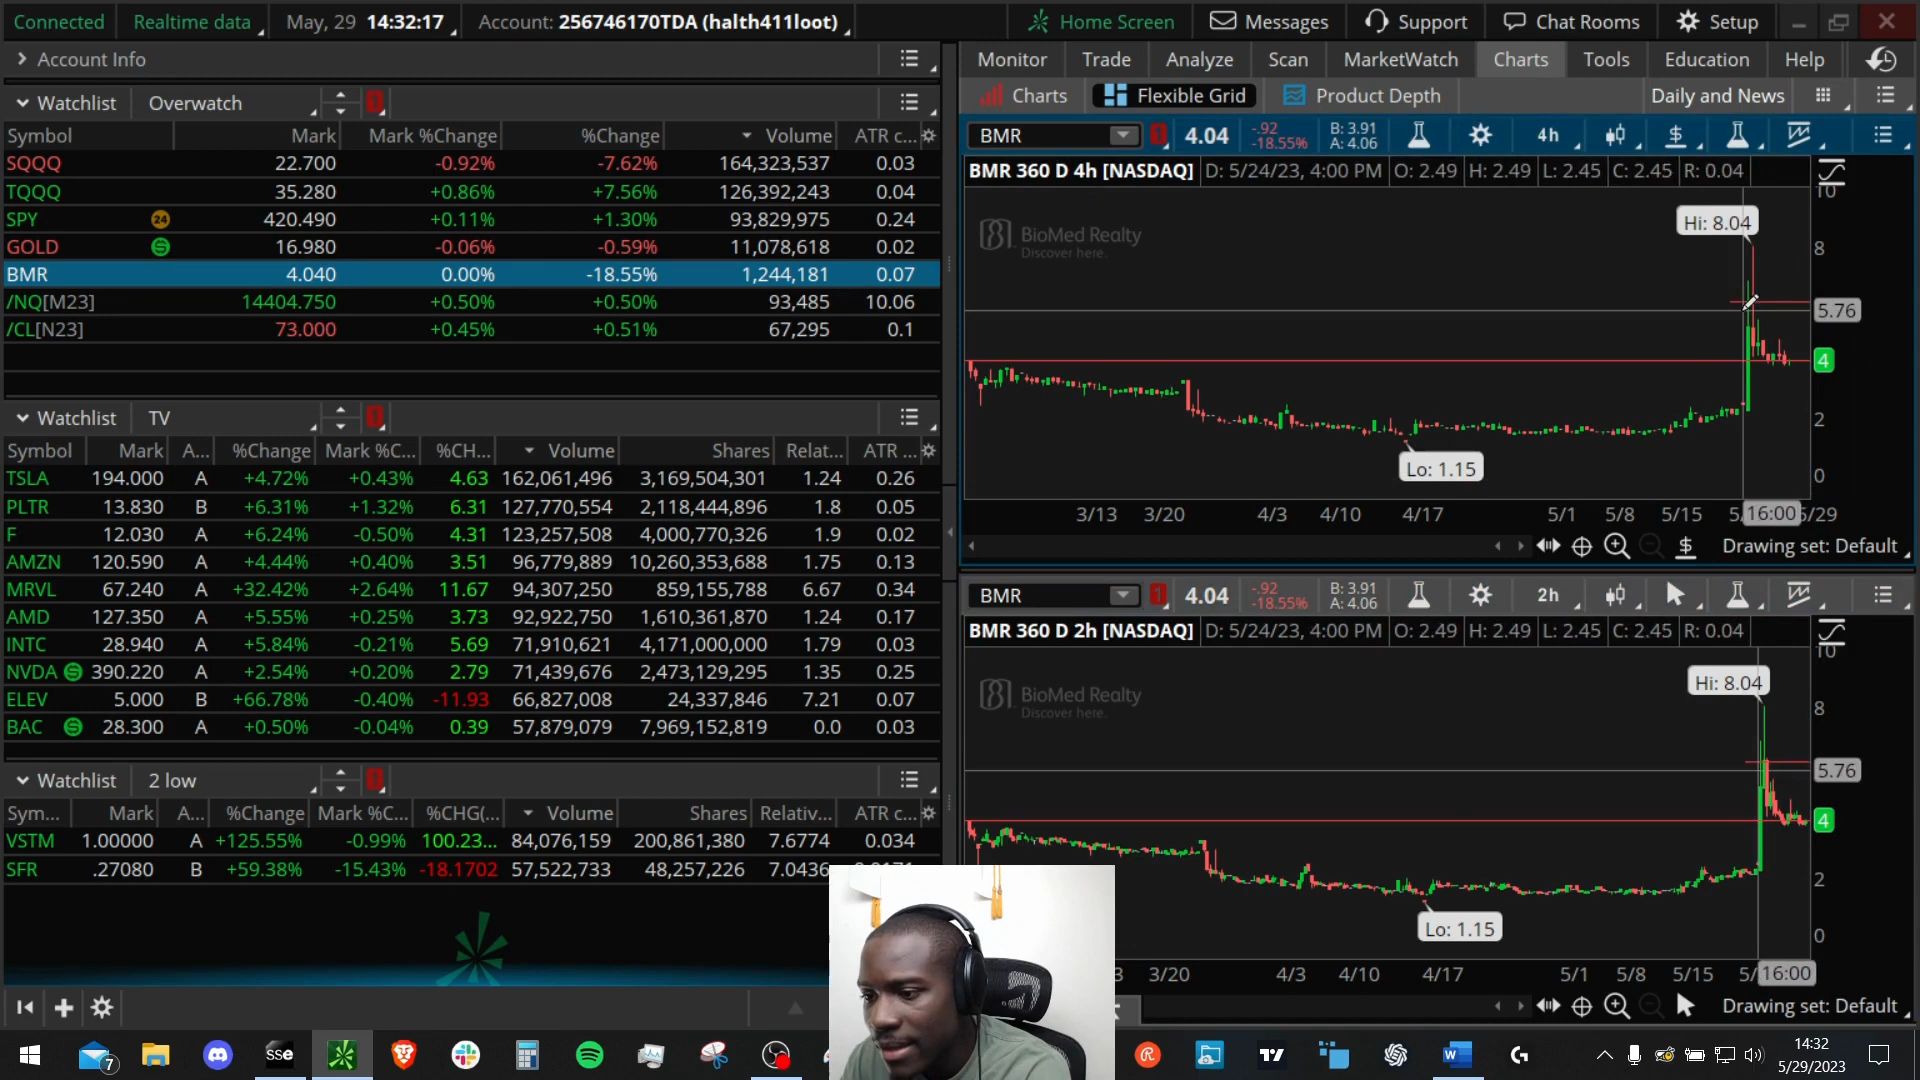 Connected Realtime data May, 29 14:32:17 Account: 256746170TDA (halth411loot) Home Screen Messages Support Chat Rooms Setup
Account Info
Monitor Trade Analyze Scan MarketWatch Charts Tools Education Help
Watchlist Overwatch
Charts Flexible Grid Product Depth Daily and News
Symbol Mark Mark %Change %Change Volume ATR c...
SQQQ 22.700 -0.92% -7.62% 164,323,537 0.03
TQQQ 35.280 +0.86% +7.56% 126,392,243 0.04
SPY 24 420.490 +0.11% +1.30% 93,829,975 0.24
GOLD 16.980 -0.06% -0.59% 11,078,618 0.02
BMR 4.040 0.00% -18.55% 1,244,181 0.07
/NQ[M23] 14404.750 +0.50% +0.50% 93,485 10.06
/CL[N23] 73.000 +0.45% +0.51% 67,295 0.1
Watchlist TV
Symbol Mark A... %Change Mark %C... %CH... Volume Shares Relat... ATR ...
TSLA 194.000 A +4.72% +0.43% 4.63 162,061,496 3,169,504,301 1.24 0.26
PLTR 13.830 B +6.31% +1.32% 6.31 127,770,554 2,118,444,896 1.8 0.05
F 12.030 A +6.24% -0.50% 4.31 123,257,508 4,000,770,326 1.9 0.02
AMZN 120.590 A +4.44% +0.40% 3.51 96,779,889 10,260,353,688 1.75 0.13
MRVL 67.240 A +32.42% +2.64% 11.67 94,307,250 859,155,788 6.67 0.34
AMD 127.350 A +5.55% +0.25% 3.73 92,922,750 1,610,361,870 1.24 0.17
INTC 28.940 A +5.84% -0.21% 5.69 71,910,621 4,171,000,000 1.79 0.03
NVDA 390.220 A +2.54% +0.20% 2.79 71,439,676 2,473,129,295 1.35 0.25
ELEV 5.000 B +66.78% -0.40% -11.93 66,827,008 24,337,846 7.21 0.07
BAC 28.300 A +0.50% -0.04% 0.39 57,879,079 7,969,152,819 0.0 0.03
Watchlist 2 low
Sym... Mark A... %Change Mark %C... %CHG(... Volume Shares Relativ... ATR c...
VSTM 1.00000 A +125.55% -0.99% 100.23... 84,076,159 200,861,380 7.6774 0.034
SFR .27080 B +59.38% -15.43% -18.1702 57,522,733 48,257,226 7.0436
BMR 4.04 -.92 -18.55% B: 3.91 A: 4.06 4h
BMR 360 D 4h [NASDAQ] D: 5/24/23, 4:00 PM O: 2.49 H: 2.49 L: 2.45 C: 2.45 R: 0.04
10
BioMed Realty
Discover here.
Hi: 8.04
8
5.76
4
2
Lo: 1.15
0
3/13 3/20 4/3 4/10 4/17 5/1 5/8 5/15 16:00 5/29
Drawing set: Default
BMR 4.04 -.92 -18.55% B: 3.91 A: 4.06 2h
BMR 360 D 2h [NASDAQ] D: 5/24/23, 4:00 PM O: 2.49 H: 2.49 L: 2.45 C: 2.45 R: 0.04
10
BioMed Realty
Discover here.
Hi: 8.04
8
5.76
4
2
Lo: 1.15
0
3/20 4/3 4/10 4/17 5/1 5/8 5/15 16:00
Drawing set: Default
7 sse
14:32
5/29/2023